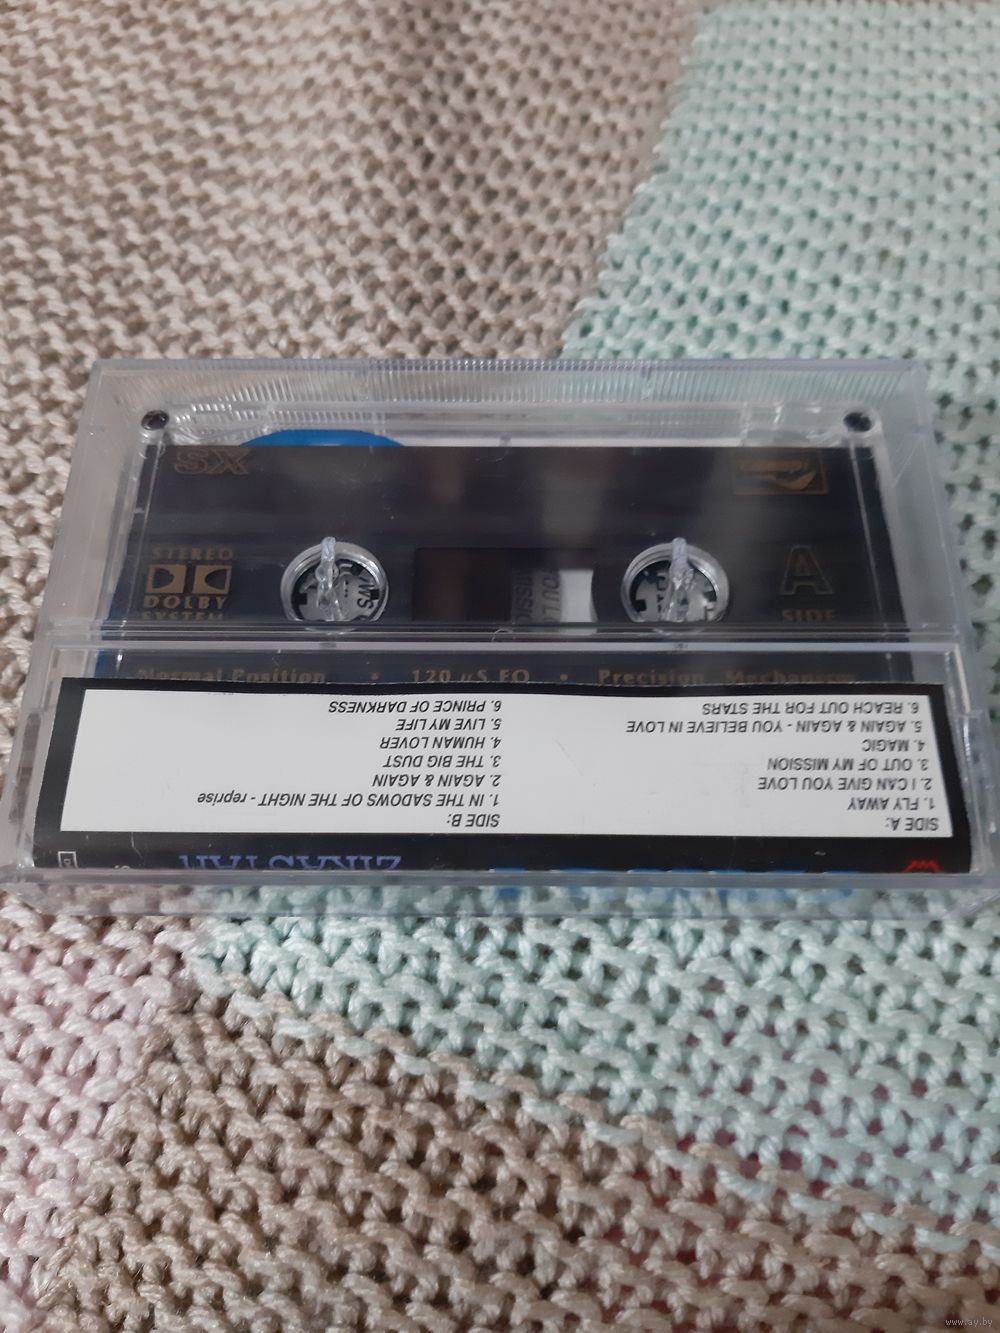 SX
STEREO
DOLBY
SYSTEM
A
SIDE
Normal Position • 120 µS EQ • Precision Mechanism
SIDE A:
1. FLY AWAY
2. I CAN GIVE YOU LOVE
3. OUT OF MY MISSION
4. MAGIC
5. AGAIN & AGAIN - YOU BELIEVE IN LOVE
6. REACH OUT FOR THE STARS
SIDE B:
1. IN THE SADOWS OF THE NIGHT - reprise
2. AGAIN & AGAIN
3. THE BIG DUST
4. HUMAN LOVER
5. LIVE MY LIFE
6. PRINCE OF DARKNESS
www.ay.by